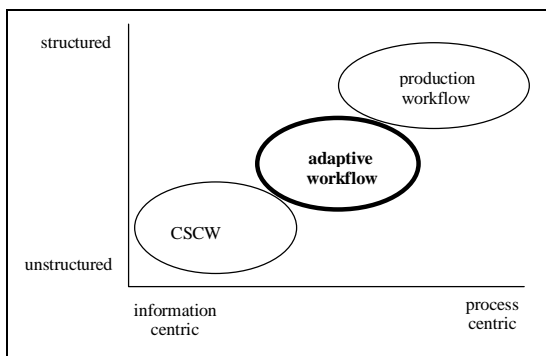 structured
production
workflow
adaptive
workflow
CSCW
unstructured
information
centric
process
centric